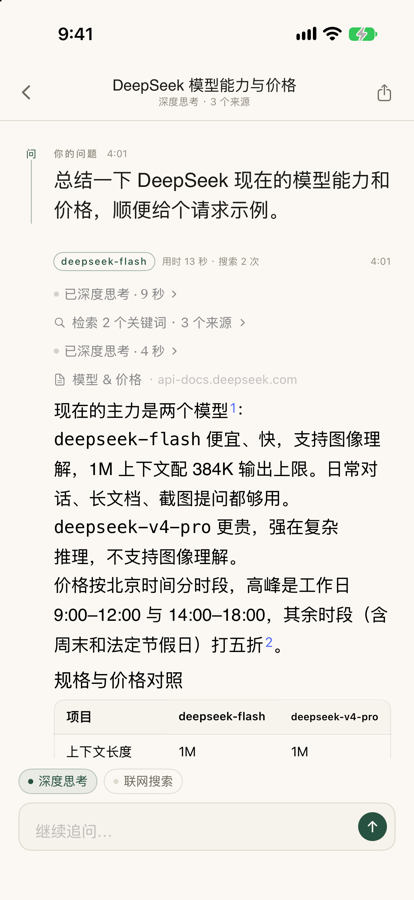 9:41
DeepSeek 模型能力与价格
深度思考 · 3 个来源
问
你的问题 4:01
总结一下 DeepSeek 现在的模型能力和
价格，顺便给个请求示例。
deepseek-flash 用时 13 秒 · 搜索 2 次 4:01
已深度思考 · 9 秒
检索 2 个关键词 · 3 个来源
已深度思考 · 4 秒
模型 & 价格 · api-docs.deepseek.com
现在的主力是两个模型1：
deepseek-flash 便宜、快，支持图像理
解，1M 上下文配 384K 输出上限。日常对
话、长文档、截图提问都够用。
deepseek-v4-pro 更贵，强在复杂
推理，不支持图像理解。
价格按北京时间分时段，高峰是工作日
9:00–12:00 与 14:00–18:00，其余时段（含
周末和法定节假日）打五折2。
规格与价格对照
项目 deepseek-flash deepseek-v4-pro
上下文长度 1M 1M
深度思考 联网搜索
继续追问...